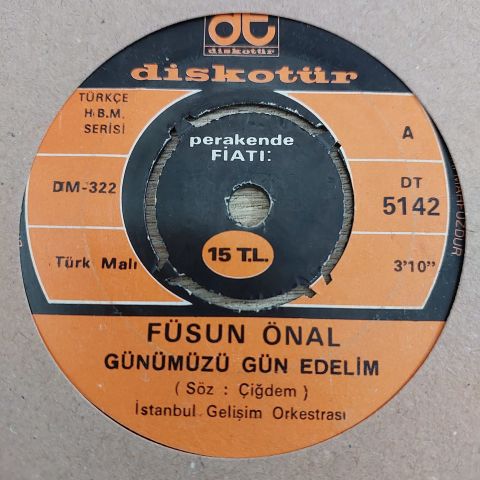 dt
diskotür
diskotür
TÜRKÇE
H.B.M.
SERİSİ
perakende
FİATI:
A
DM-322
DT
5142
15 T.L.
Türk Malı
3'10"
FÜSUN ÖNAL
GÜNÜMÜZÜ GÜN EDELİM
( Söz : Çiğdem )
İstanbul Gelişim Orkestrası